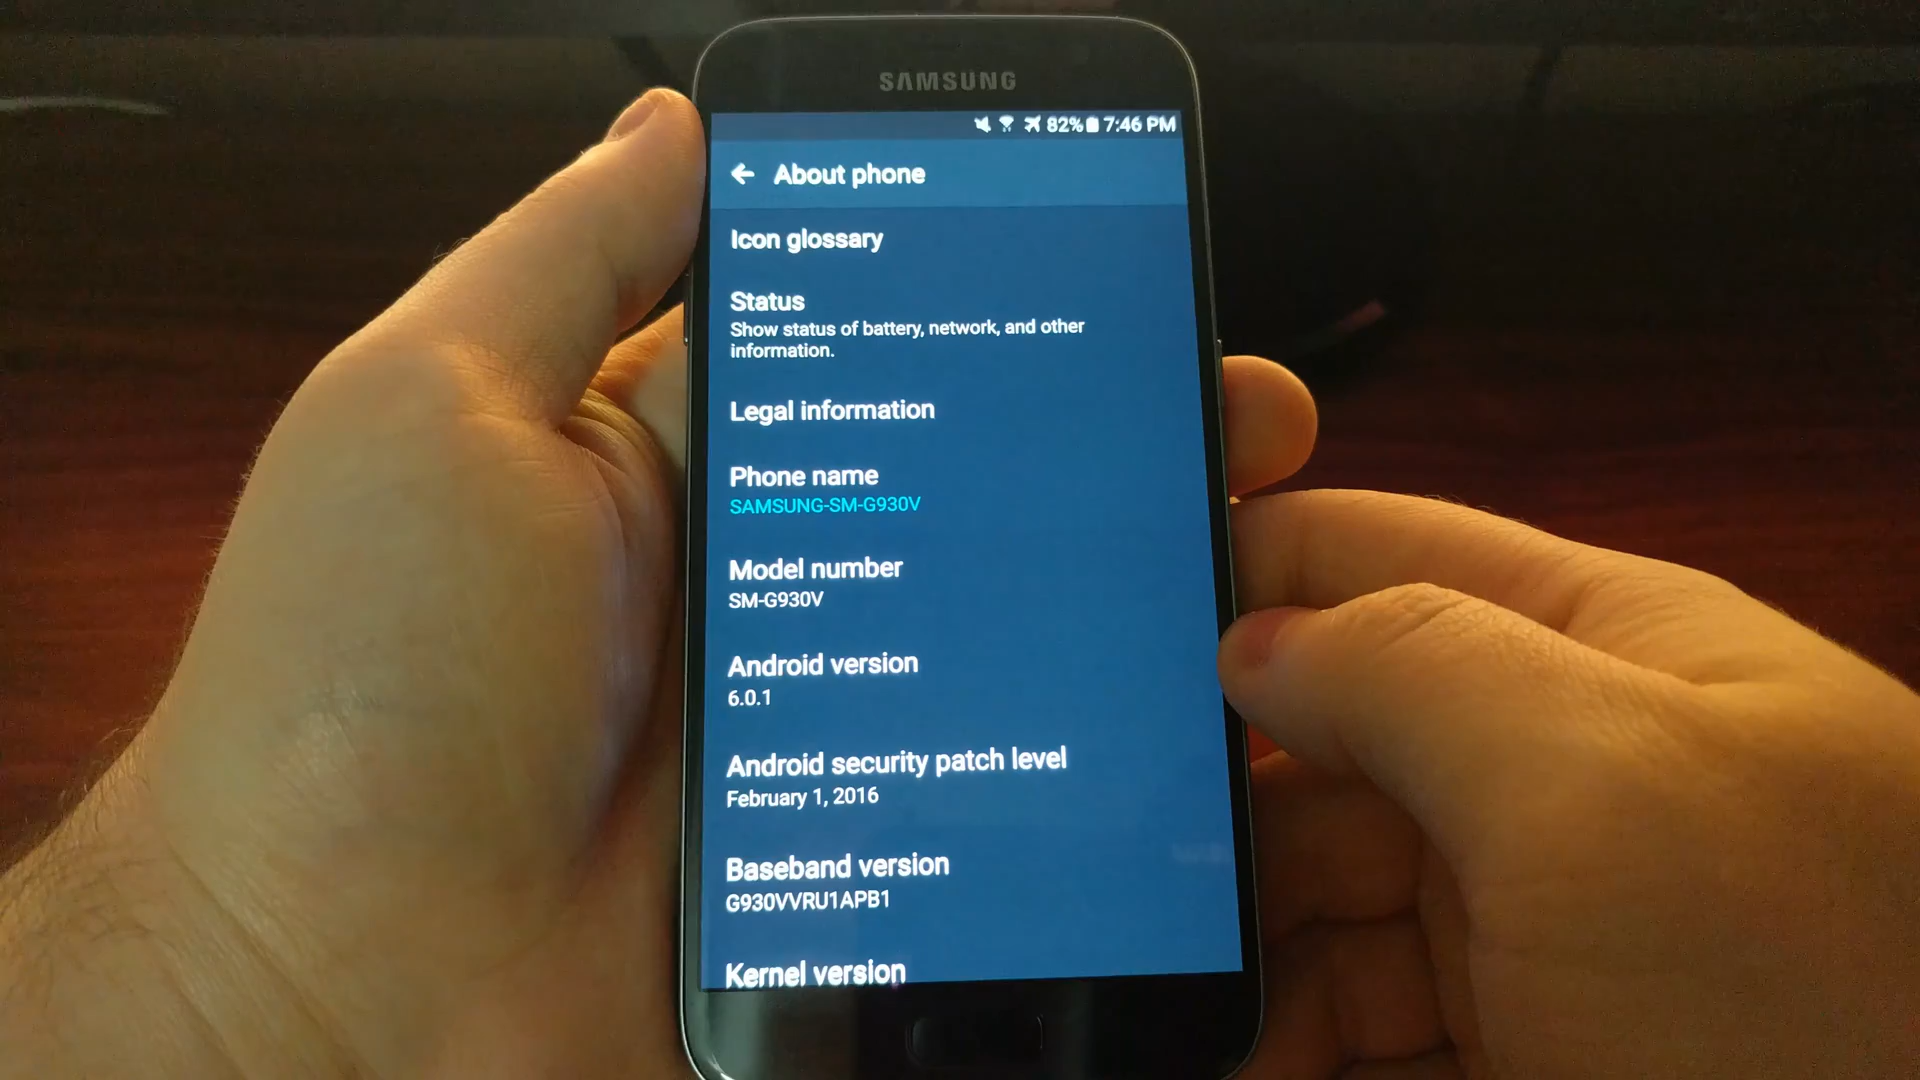 SAMSUNG
82% 7:46 PM
About phone
Icon glossary
Status
Show status of battery, network, and other
information.
Legal information
Phone name
SAMSUNG-SM-G930V
Model number
SM-G930V
Android version
6.0.1
Android security patch level
February 1, 2016
Baseband version
G930VVRU1APB1
Kernel version